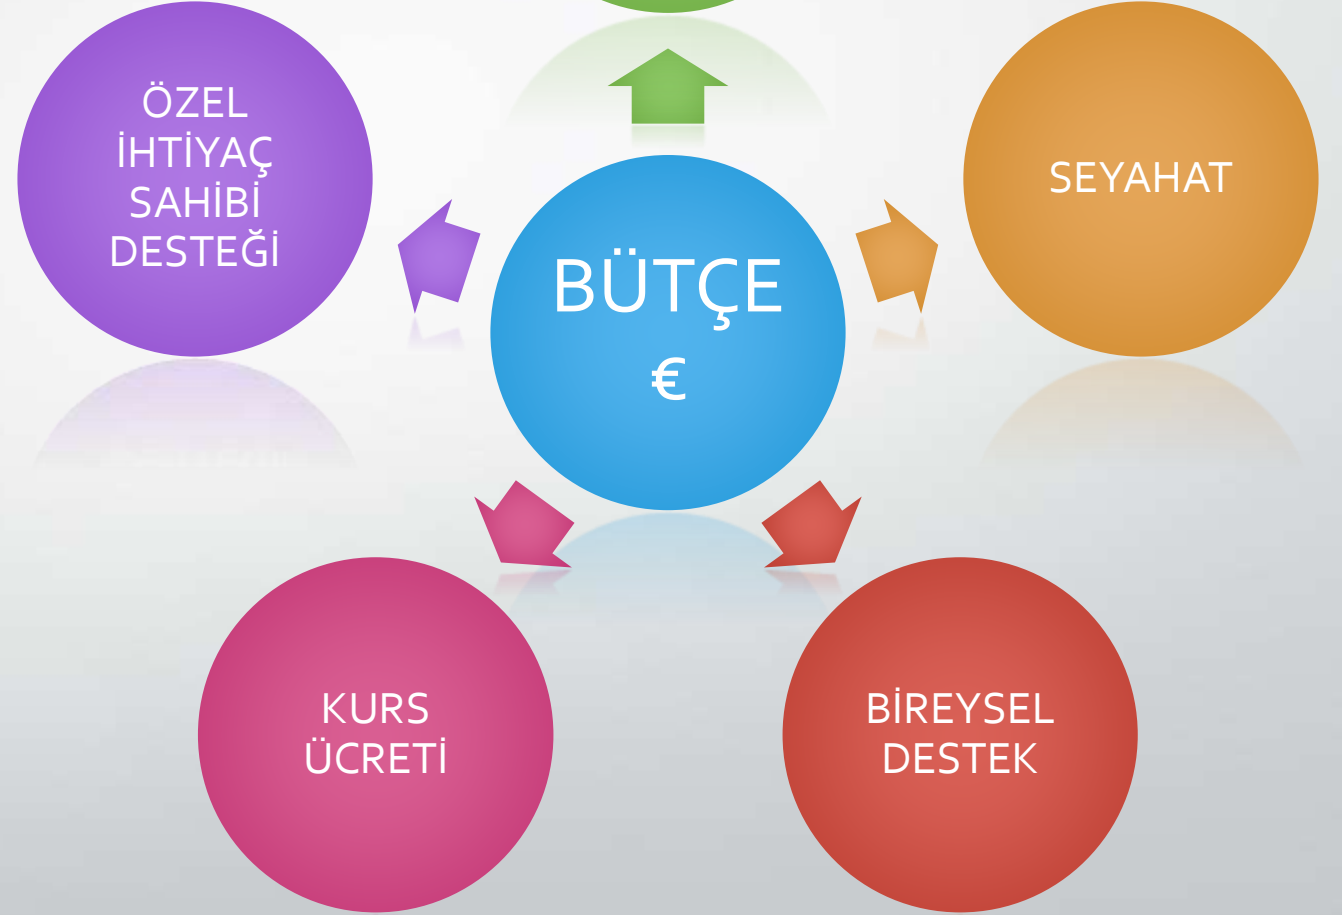 ÖZEL
İHTİYAÇ
SAHİBİ
DESTEĞİ
SEYAHAT
BÜTÇE
€
KURS
ÜCRETİ
BİREYSEL
DESTEK